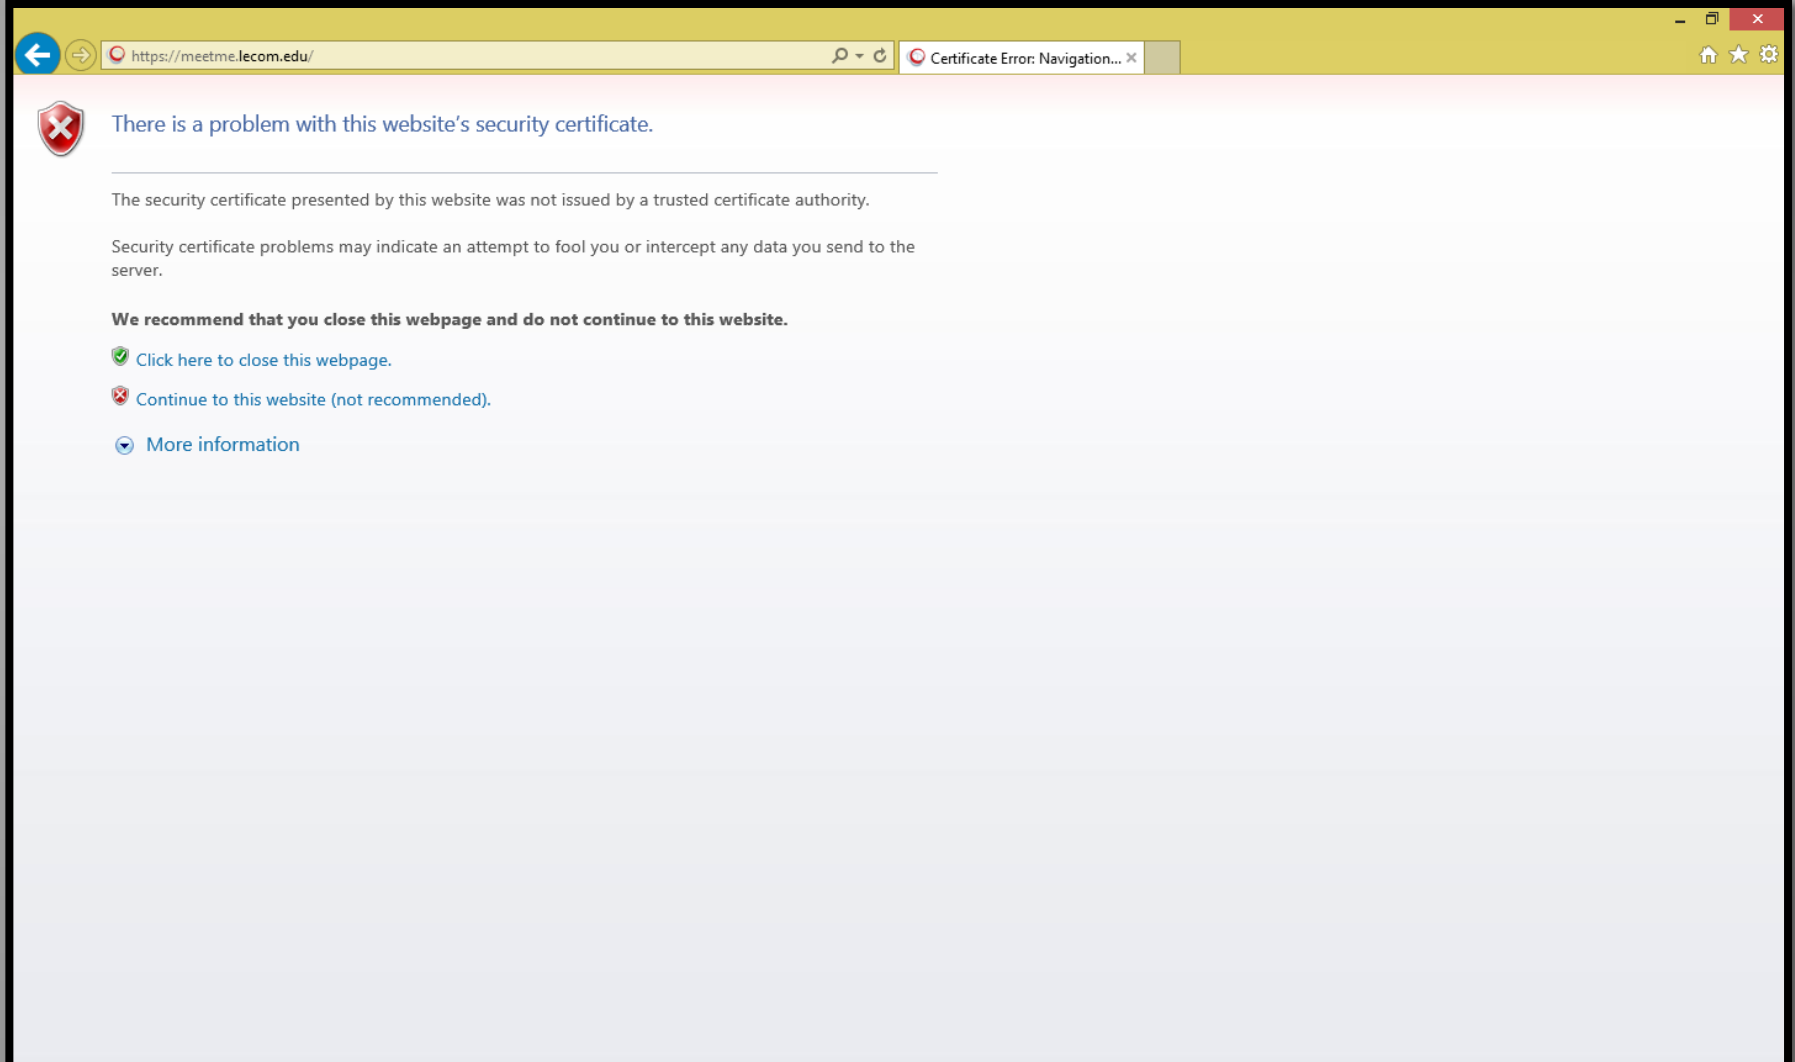 https://meetme.lecom.edu/
Certificate Error: Navigation...
There is a problem with this website's security certificate.
The security certificate presented by this website was not issued by a trusted certificate authority.
Security certificate problems may indicate an attempt to fool you or intercept any data you send to the
server.
We recommend that you close this webpage and do not continue to this website.
Click here to close this webpage.
Continue to this website (not recommended).
More information